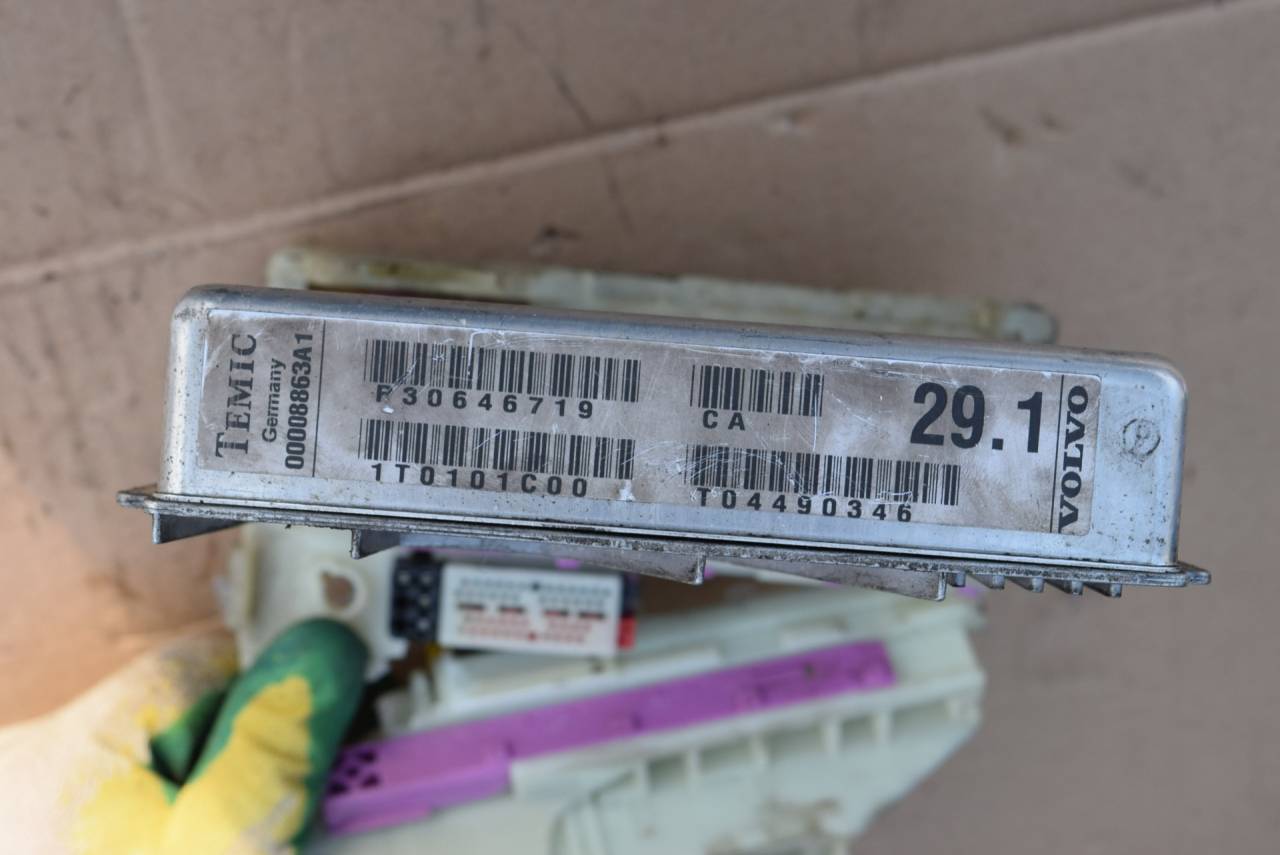 TEMIC
Germany
00008863A1
P30646719
CA
29.1
1T0101C00
T04490346
VOLVO